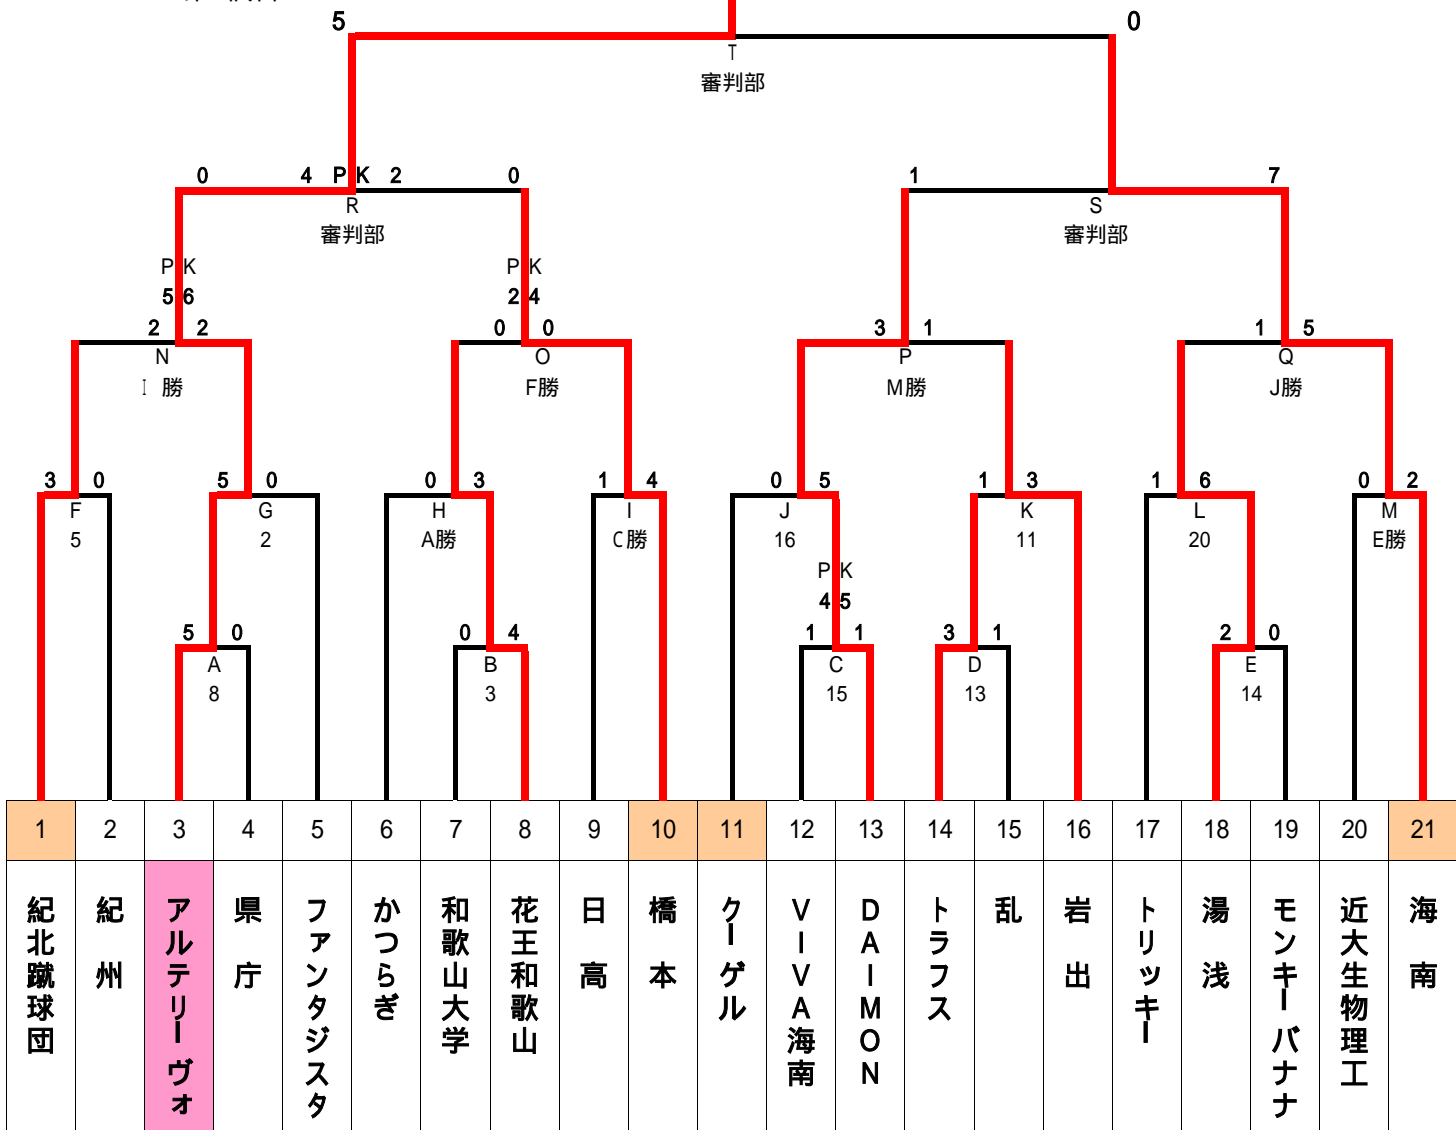 5 0
T
審判部
0 4 PK 2 0 1 7
R S
審判部 審判部
PK PK
5 6 2 4
2 2 0 0 3 1 1 5
N O P Q
I 勝 F勝 M勝 J勝
3 0 5 0 0 3 1 4 0 5 1 3 1 6 0 2
F G H I J K L M
5 2 A勝 C勝 16 11 20 E勝
PK
4 5
5 0 0 4 1 1 3 1 2 0
A B C D E
8 3 15 13 14
1 2 3 4 5 6 7 8 9 10 11 12 13 14 15 16 17 18 19 20 21
紀北蹴球団
紀州
アルテリーヴォ
県庁
ファンタジスタ
かつらぎ
和歌山大学
花王和歌山
日高
橋本
クーゲル
VIVA海南
DAIMON
トラフス
乱
岩出
トリッキー
湯浅
モンキーバナナ
近大生物理工
海南